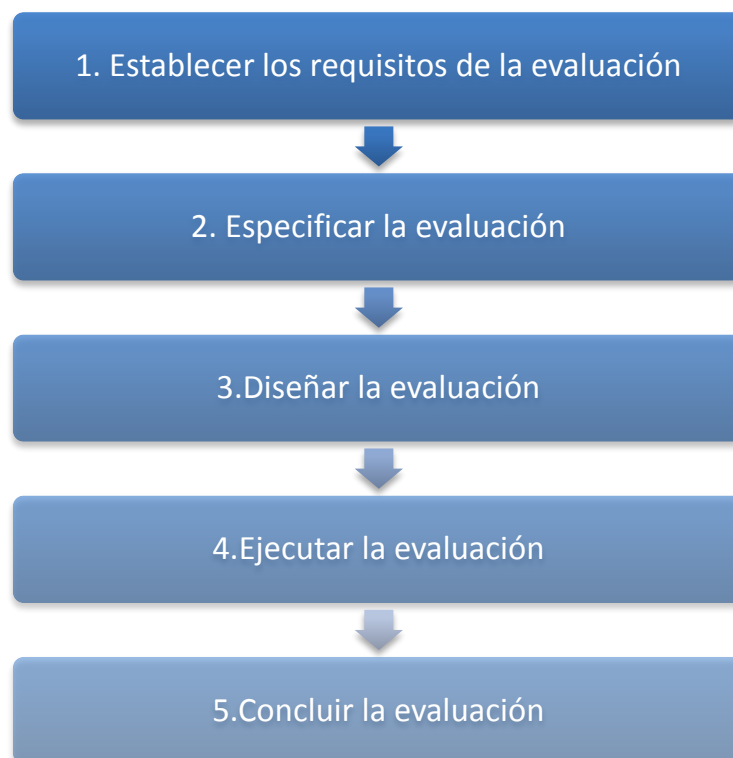 1. Establecer los requisitos de la evaluación
2. Especificar la evaluación
3.Diseñar la evaluación
4.Ejecutar la evaluación
5.Concluir la evaluación